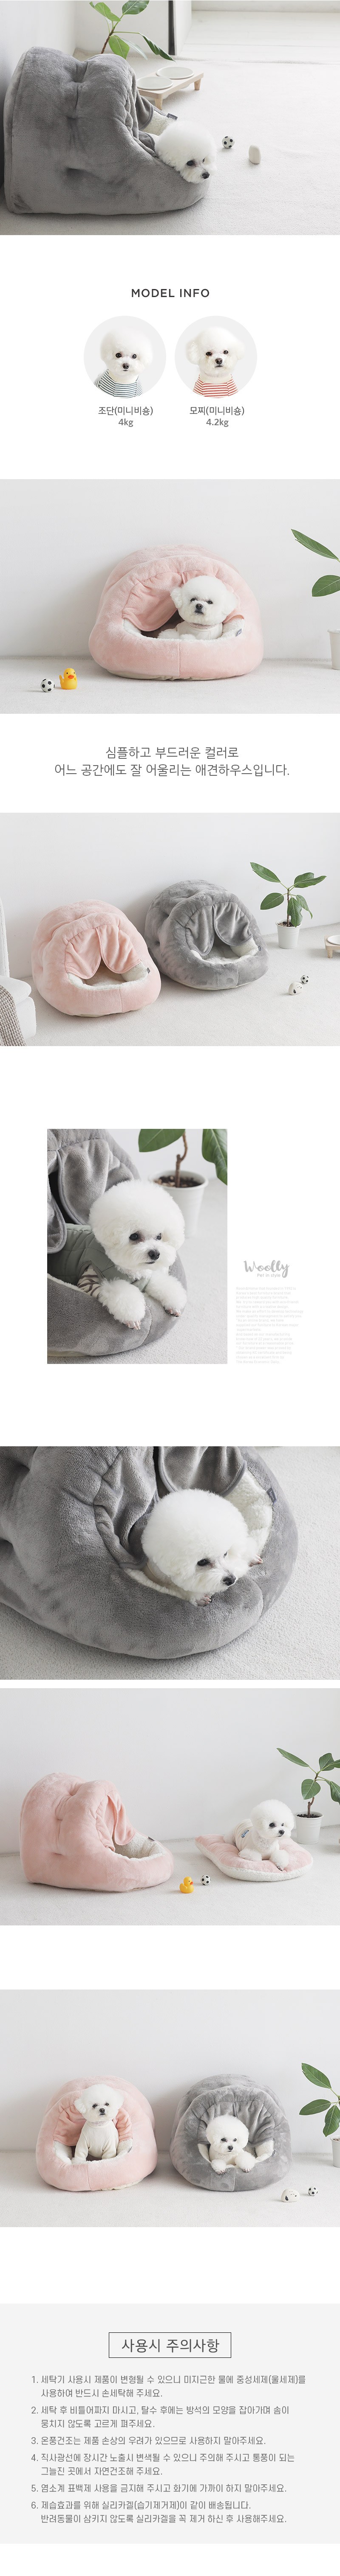 MODEL INFO
조단(미니비숑)
4kg
모찌(미니비숑)
4.2kg
심플하고 부드러운 컬러로
어느 공간에도 잘 어울리는 애견하우스입니다.
Woolly
Pet in Love
사용시 주의사항
1. 세탁기 사용시 제품이 변형될 수 있으니 미지근한 물에 중성세제(울세제)를
사용하여 반드시 손세탁해 주세요.
2. 세탁 후 비틀어짜지 마시고, 탈수 후에는 방석의 모양을 잡아가며 솜이
뭉치지 않도록 고르게 펴주세요.
3. 온풍건조는 제품 손상의 우려가 있으므로 사용하지 말아주세요.
4. 직사광선에 장시간 노출시 변색될 수 있으니 주의해 주시고 통풍이 되는
그늘진 곳에서 자연건조해 주세요.
5. 염소계 표백제 사용을 금지해 주시고 화기에 가까이 하지 말아주세요.
6. 제습효과를 위해 실리카겔(습기제거제)이 같이 배송됩니다.
반려동물이 삼키지 않도록 실리카겔을 꼭 제거 하신 후 사용해주세요.